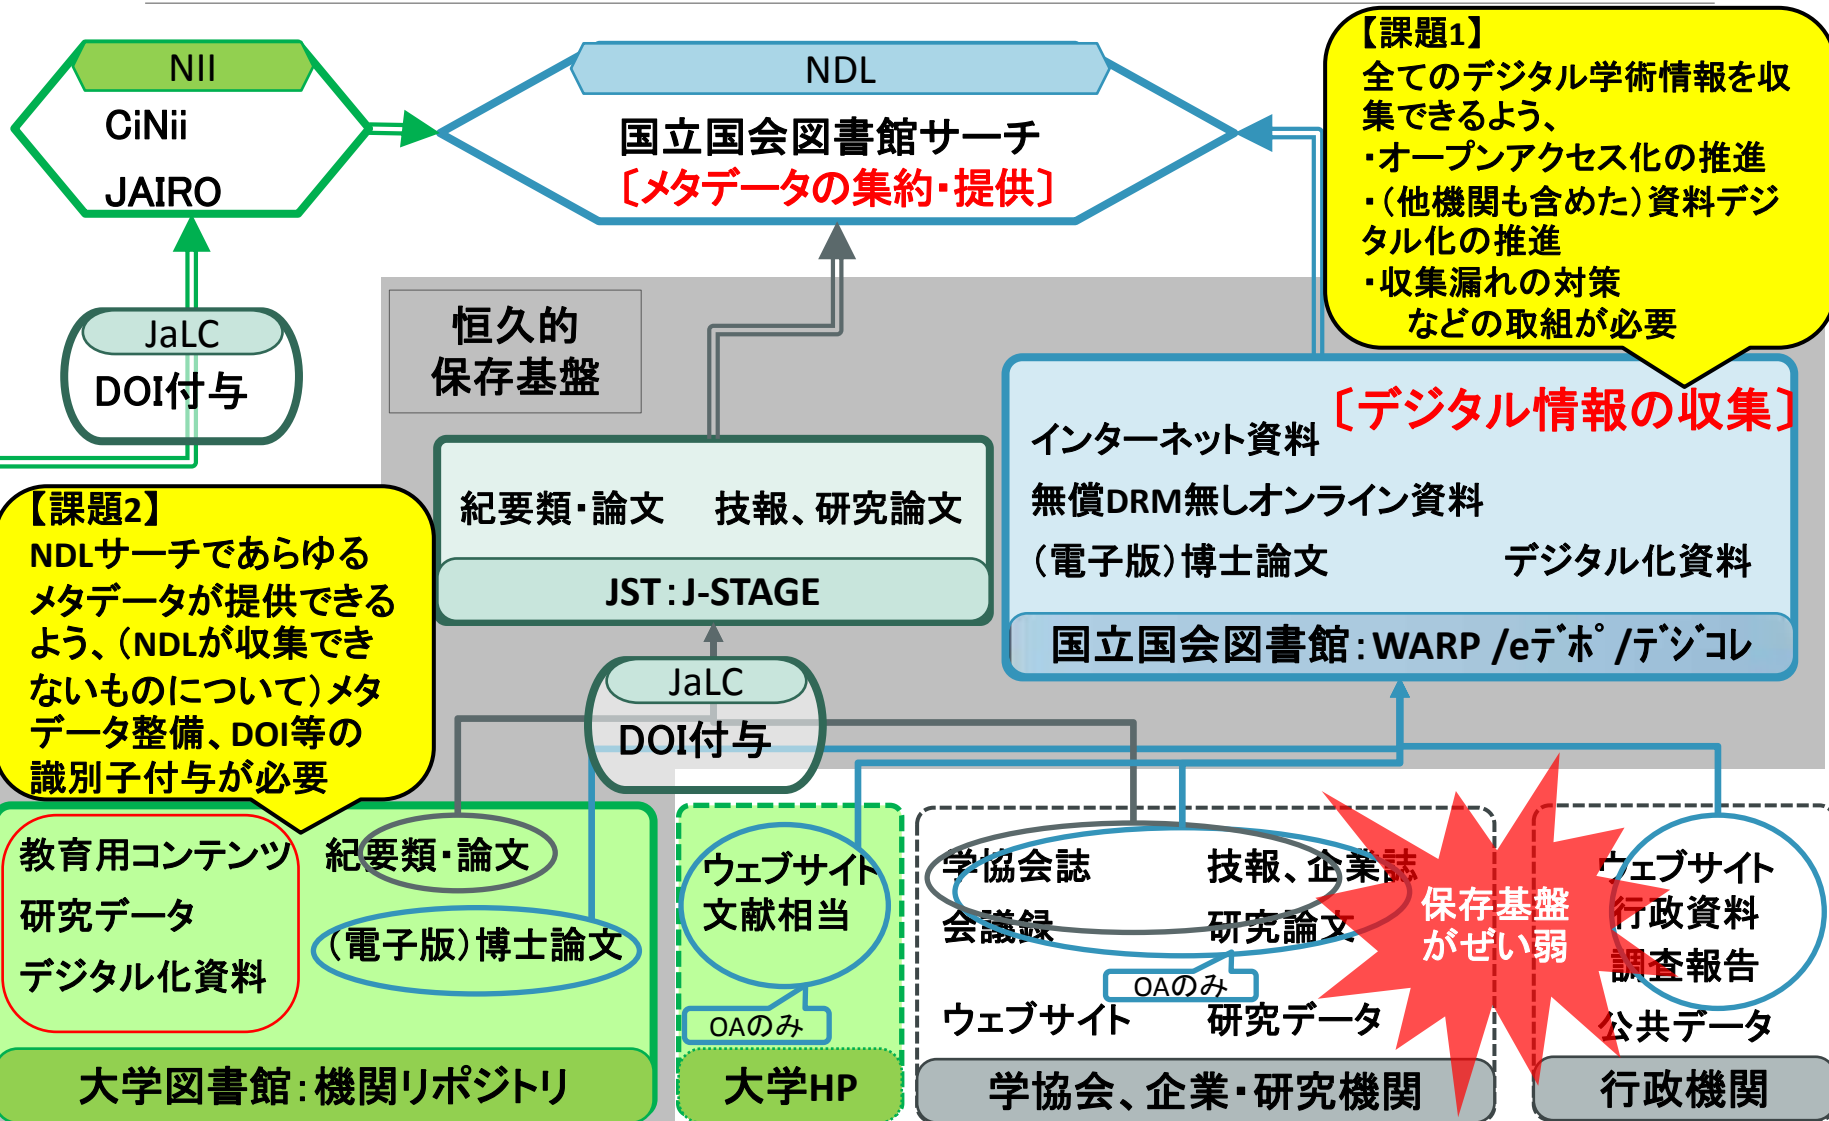 NII
CiNii
JAIRO
NDL
国立国会図書館サーチ
〔メタデータの集約・提供〕
【課題1】
全てのデジタル学術情報を収
集できるよう、
・オープンアクセス化の推進
・（他機関も含めた）資料デジ
タル化の推進
・収集漏れの対策
などの取組が必要
JaLC
DOI付与
恒久的
保存基盤
紀要類・論文　技報、研究論文
JST：J-STAGE
〔デジタル情報の収集〕
インターネット資料
無償DRM無しオンライン資料
（電子版）博士論文　デジタル化資料
国立国会図書館：WARP /eﾃﾞﾎﾟ /ﾃﾞｼﾞｺﾚ
【課題2】
NDLサーチであらゆる
メタデータが提供できる
よう、（NDLが収集でき
ないものについて）メタ
データ整備、DOI等の
識別子付与が必要
JaLC
DOI付与
教育用コンテンツ　紀要類・論文
研究データ
（電子版）博士論文
デジタル化資料
大学図書館：機関リポジトリ
ウェブサイト
文献相当
OAのみ
大学HP
学協会誌　技報、企業誌
会議録　研究論文
OAのみ
ウェブサイト　研究データ
学協会、企業・研究機関
保存基盤
がぜい弱
ウェブサイト
行政資料
調査報告
公共データ
行政機関